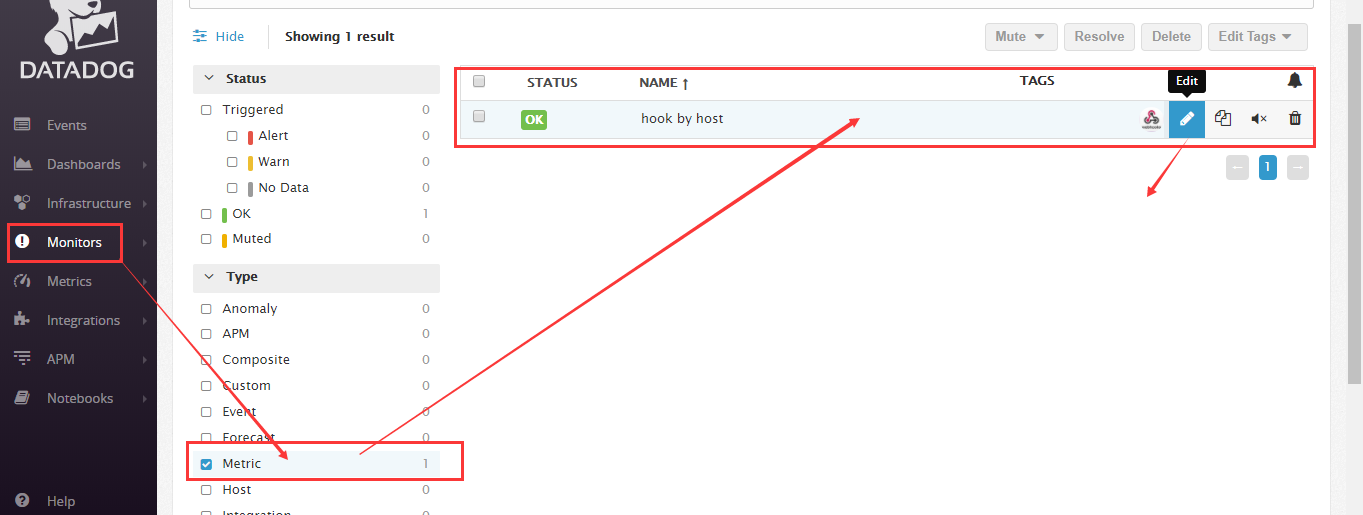 DATADOG
Events
Dashboards
Infrastructure
Monitors
Metrics
Integrations
APM
Notebooks
Help
Hide
Showing 1 result
Mute
Resolve
Delete
Edit Tags
Status
Triggered 0
Alert 0
Warn 0
No Data 0
OK 1
Muted 0
Type
Anomaly 0
APM 0
Composite 0
Custom 0
Event 0
Forecast 0
Metric 1
Host 0
Integration
STATUS NAME ↑ TAGS
Edit
OK hook by host
← 1 →